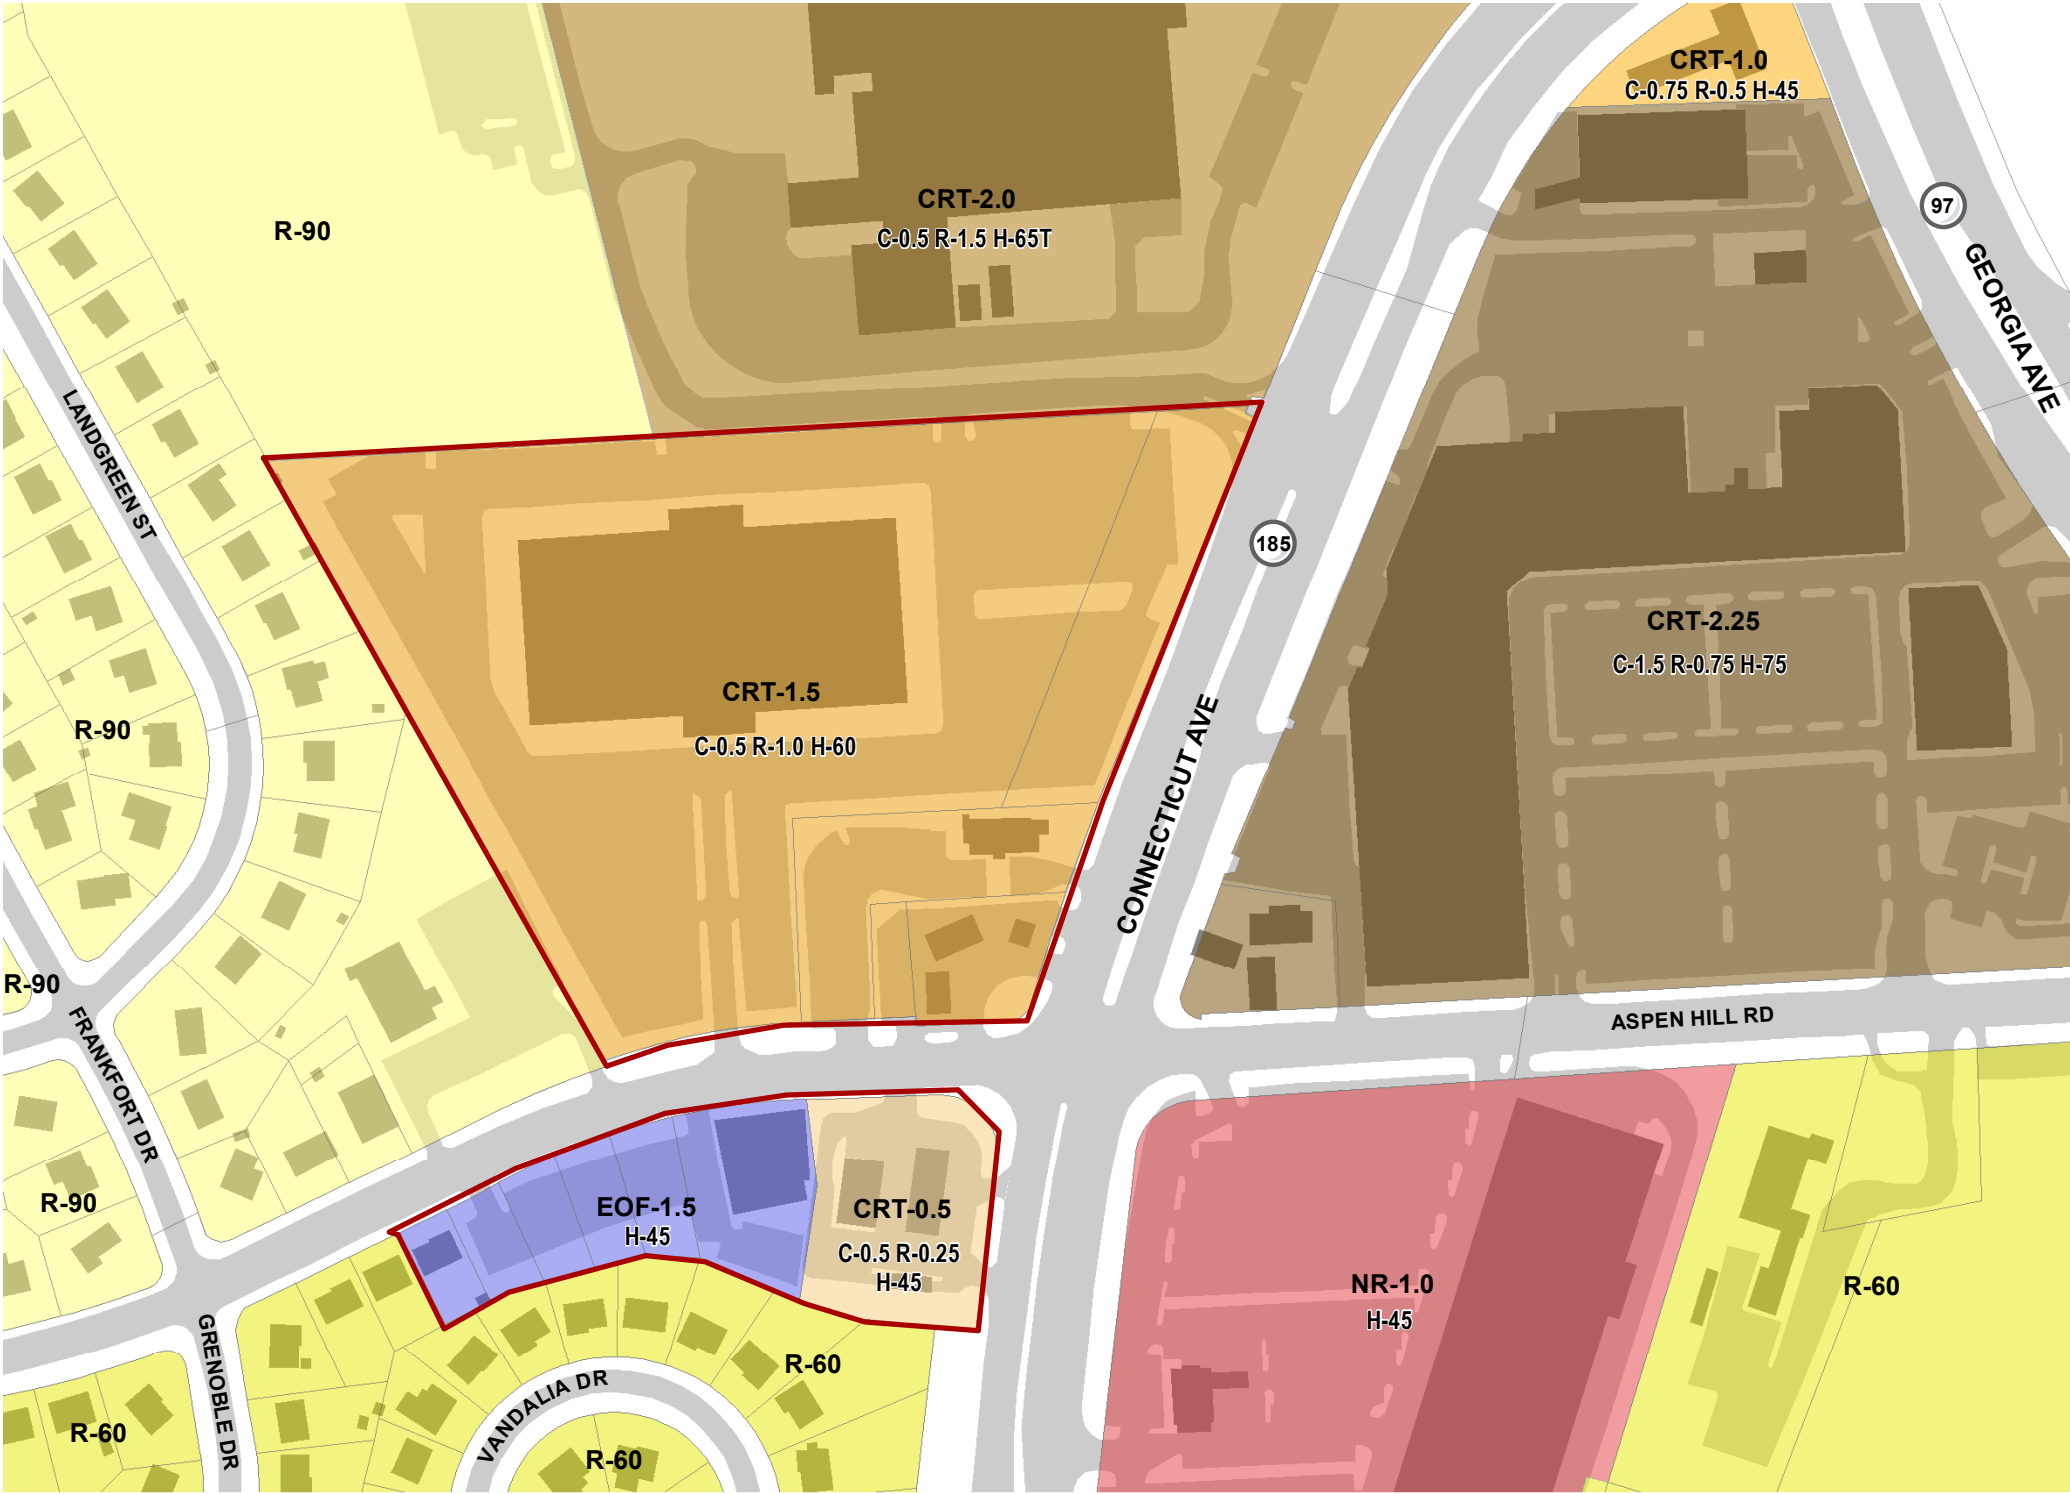 CRT-1.0
C-0.75 R-0.5 H-45
CRT-2.0
C-0.5 R-1.5 H-65T
97
R-90
GEORGIA AVE
LANDGREEN ST
185
CRT-2.25
C-1.5 R-0.75 H-75
CRT-1.5
C-0.5 R-1.0 H-60
R-90
CONNECTICUT AVE
R-90
ASPEN HILL RD
FRANKFORT DR
R-90
EOF-1.5
H-45
CRT-0.5
C-0.5 R-0.25
H-45
NR-1.0
H-45
R-60
GRENOBLE DR
R-60
VANDALIA DR
R-60
R-60